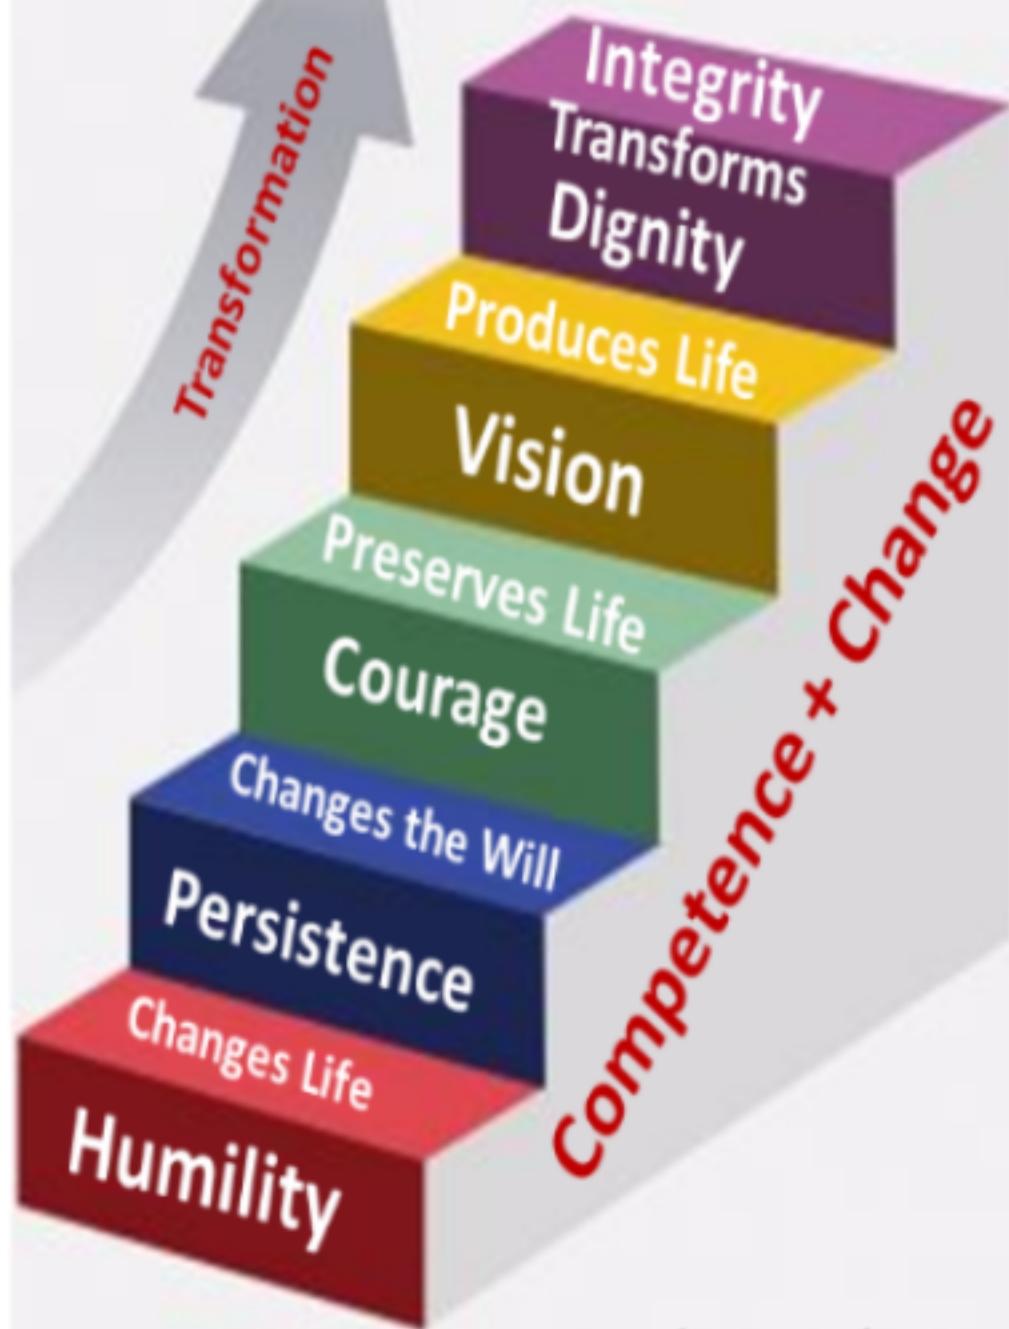 Transformation
Integrity
Transforms
Dignity
Produces Life
Vision
Preserves Life
Courage
Changes the Will
Persistence
Changes Life
Humility
Competence + Change